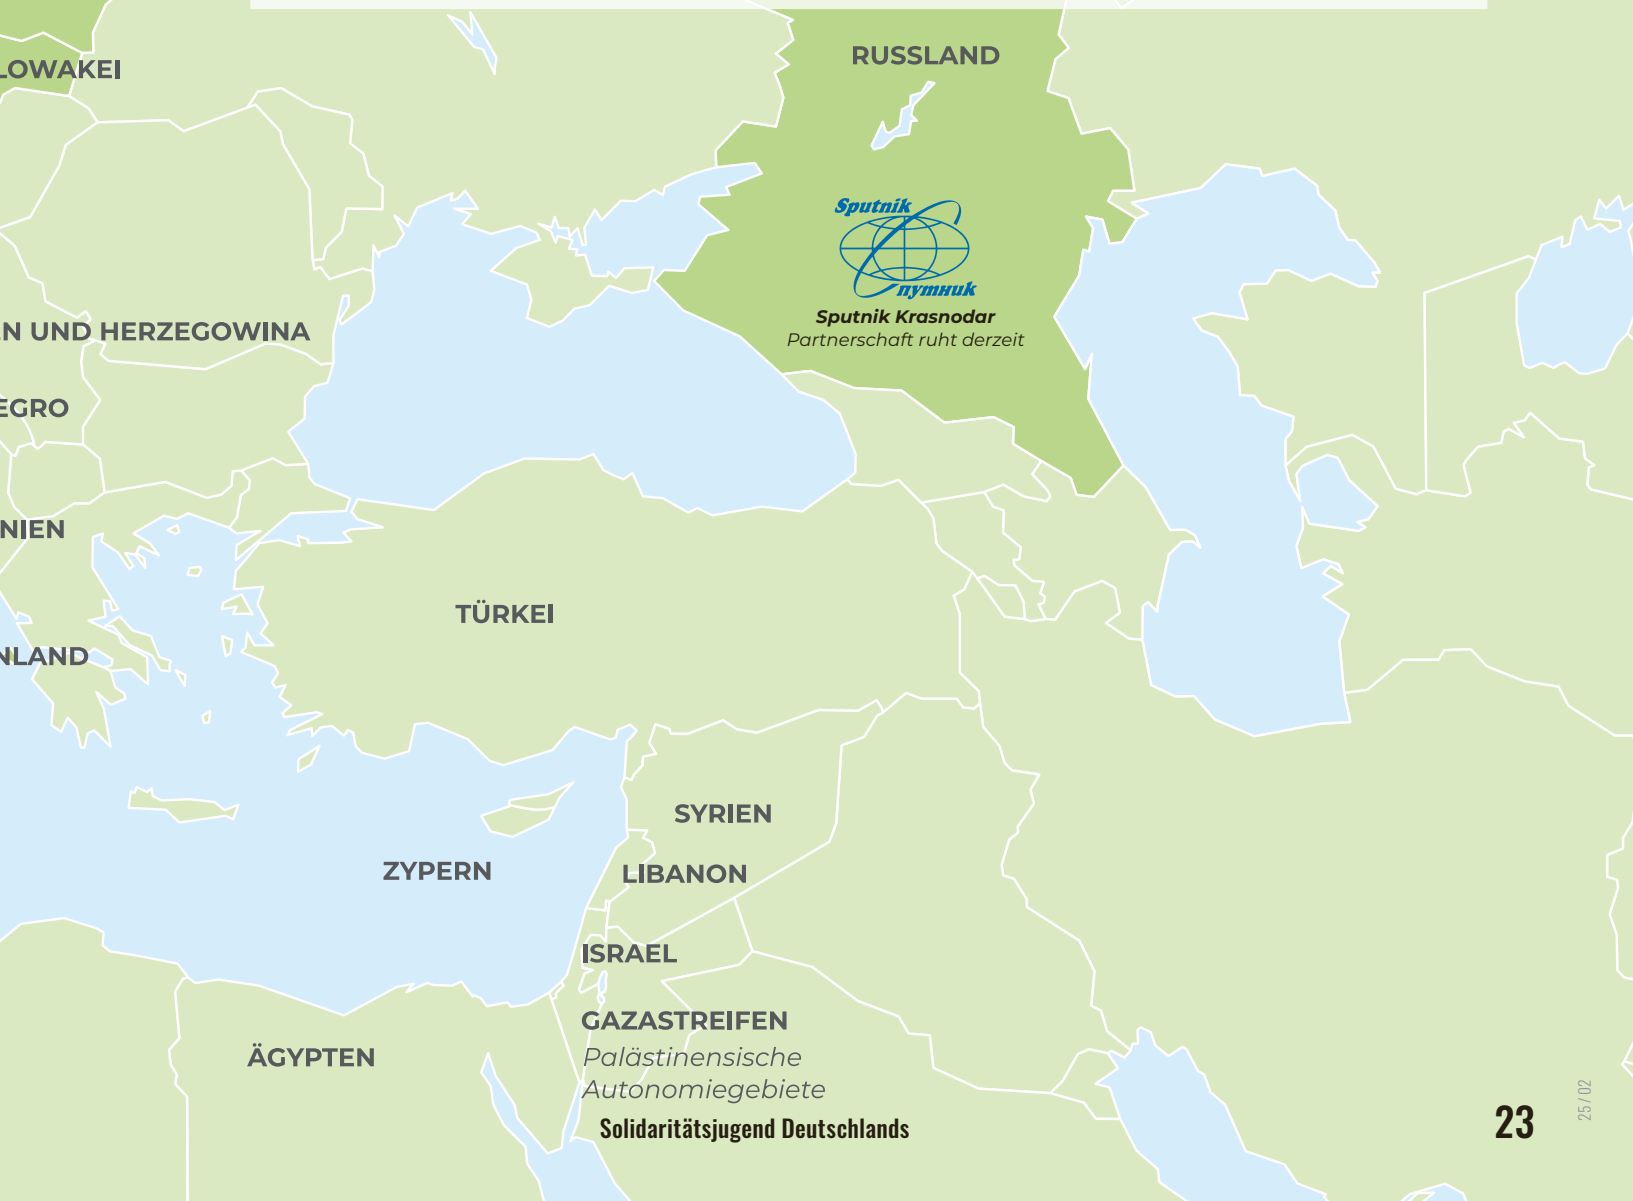 RUSSLAND
LOWAKEI
Sputnik
путник
Sputnik Krasnodar
Partnerschaft ruht derzeit
EN UND HERZEGOWINA
EGRO
NIEN
TÜRKEI
NLAND
SYRIEN
ZYPERN
LIBANON
ISRAEL
GAZASTREIFEN
Palästinensische
Autonomiegebiete
ÄGYPTEN
Solidaritätsjugend Deutschlands
23
25 / 02